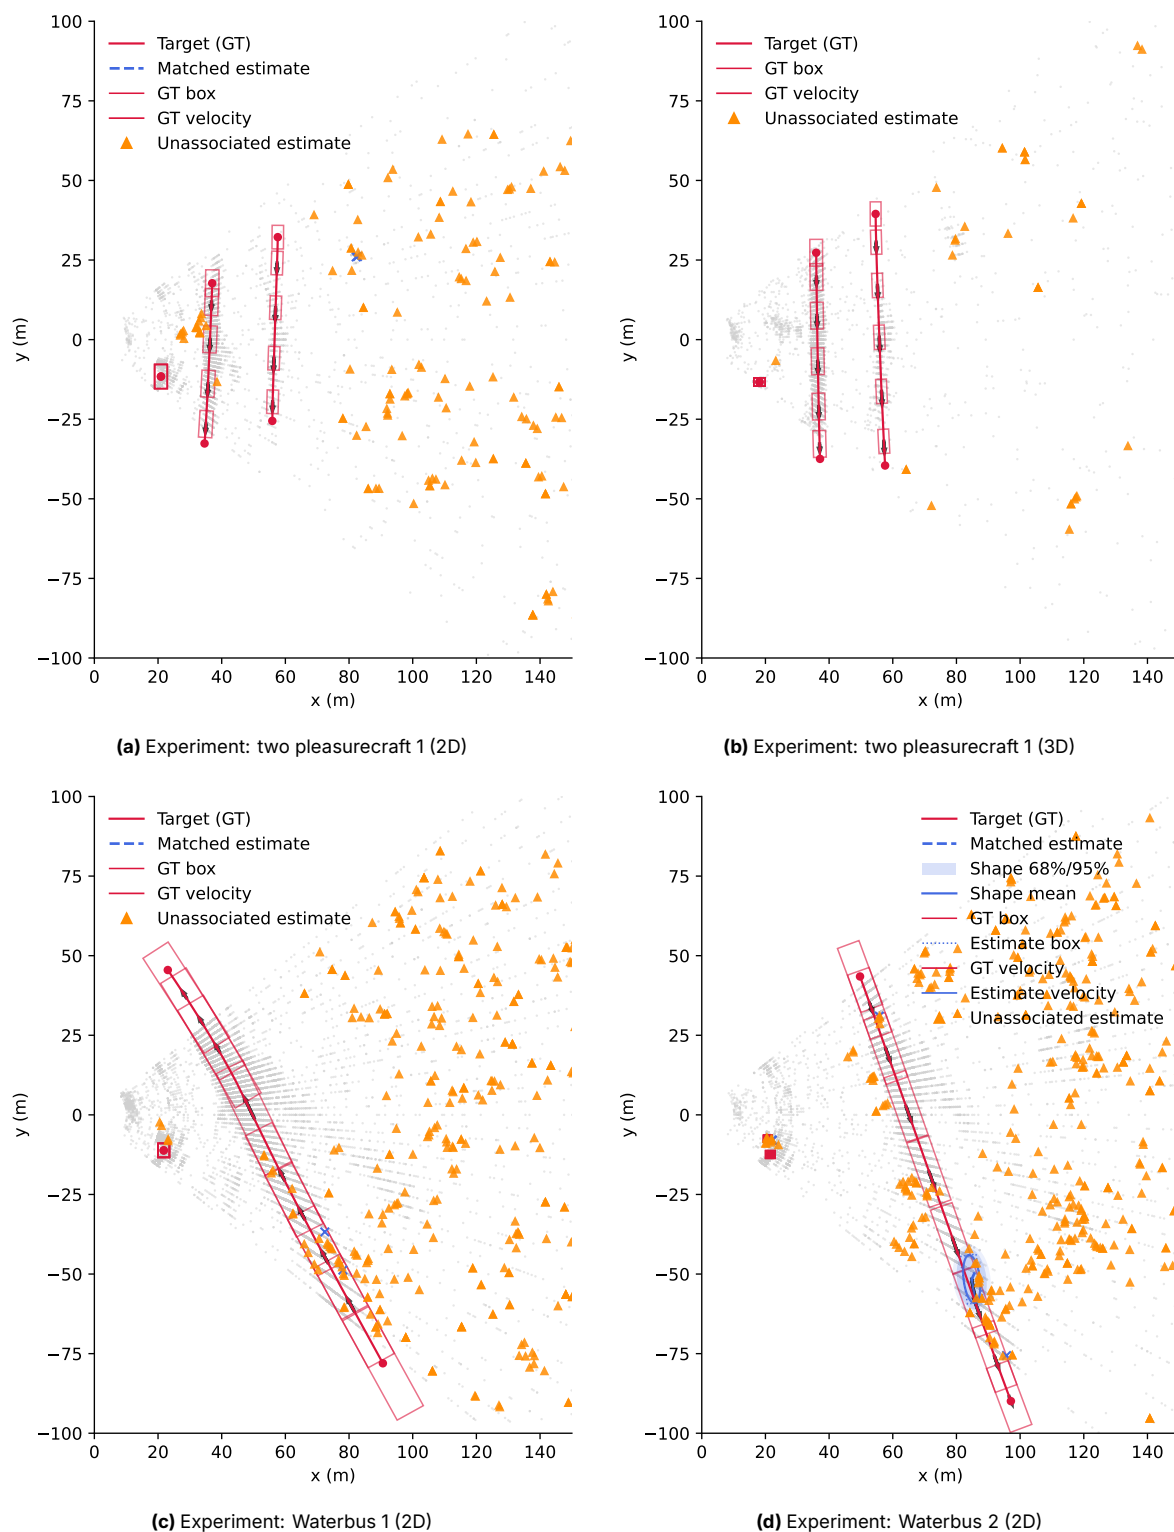 100
75
50
25
0
−25
−50
−75
−100
y (m)
Target (GT)
Matched estimate
GT box
GT velocity
Unassociated estimate
0 20 40 60 80 100 120 140
x (m)
(a) Experiment: two pleasurecraft 1 (2D)
100
75
50
25
0
−25
−50
−75
−100
y (m)
Target (GT)
GT box
GT velocity
Unassociated estimate
0 20 40 60 80 100 120 140
x (m)
(b) Experiment: two pleasurecraft 1 (3D)
100
75
50
25
0
−25
−50
−75
−100
y (m)
Target (GT)
Matched estimate
GT box
GT velocity
Unassociated estimate
0 20 40 60 80 100 120 140
x (m)
(c) Experiment: Waterbus 1 (2D)
100
75
50
25
0
−25
−50
−75
−100
y (m)
Target (GT)
Matched estimate
Shape 68%/95%
Shape mean
GT box
Estimate box
GT velocity
Estimate velocity
Unassociated estimate
0 20 40 60 80 100 120 140
x (m)
(d) Experiment: Waterbus 2 (2D)